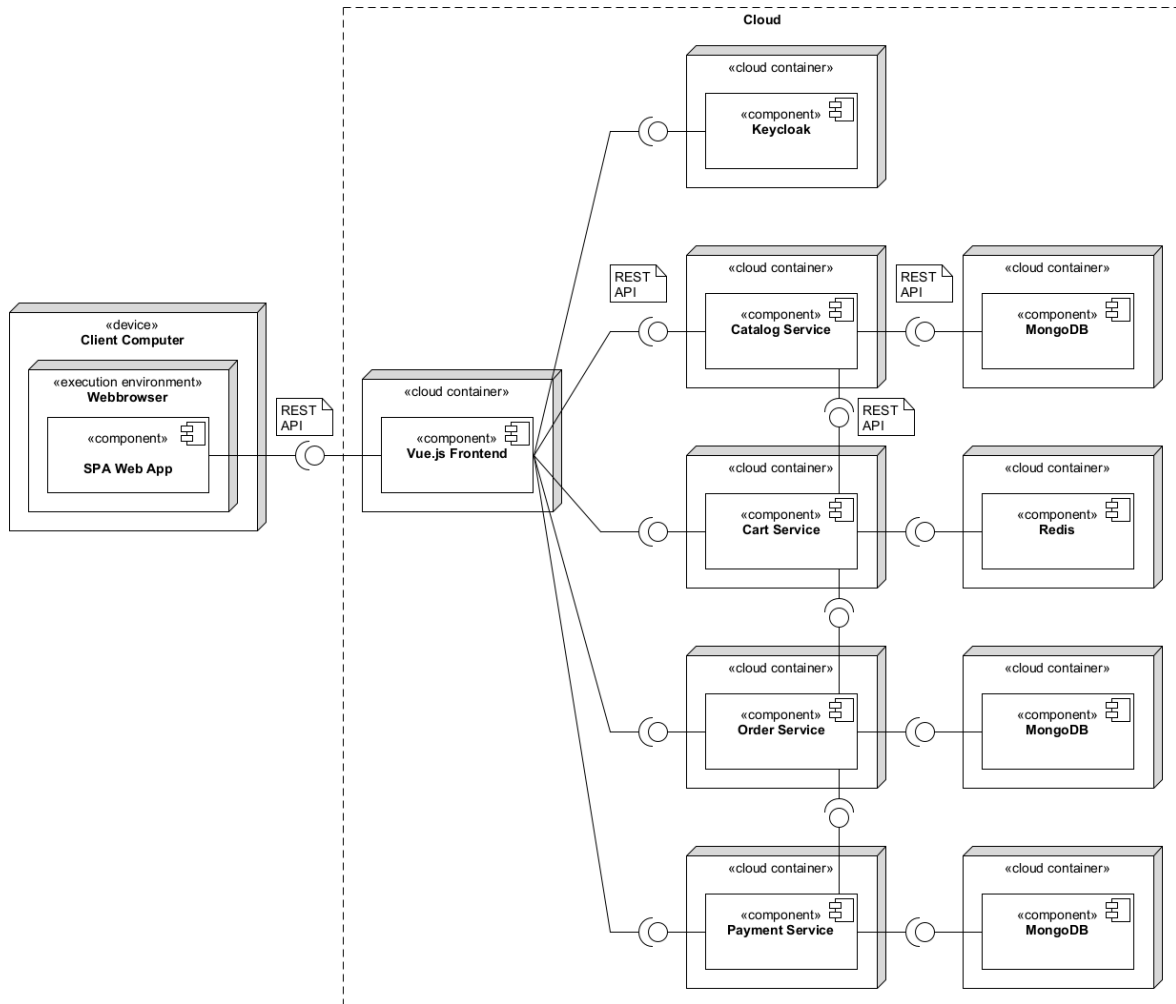 Cloud
«cloud container»
«component»
Keycloak
REST
API
«cloud container»
«component»
Catalog Service
REST
API
«cloud container»
«component»
MongoDB
«device»
Client Computer
«execution environment»
Webbrowser
«component»
SPA Web App
REST
API
«cloud container»
«component»
Vue.js Frontend
REST
API
«cloud container»
«component»
Cart Service
«cloud container»
«component»
Redis
«cloud container»
«component»
Order Service
«cloud container»
«component»
MongoDB
«cloud container»
«component»
Payment Service
«cloud container»
«component»
MongoDB